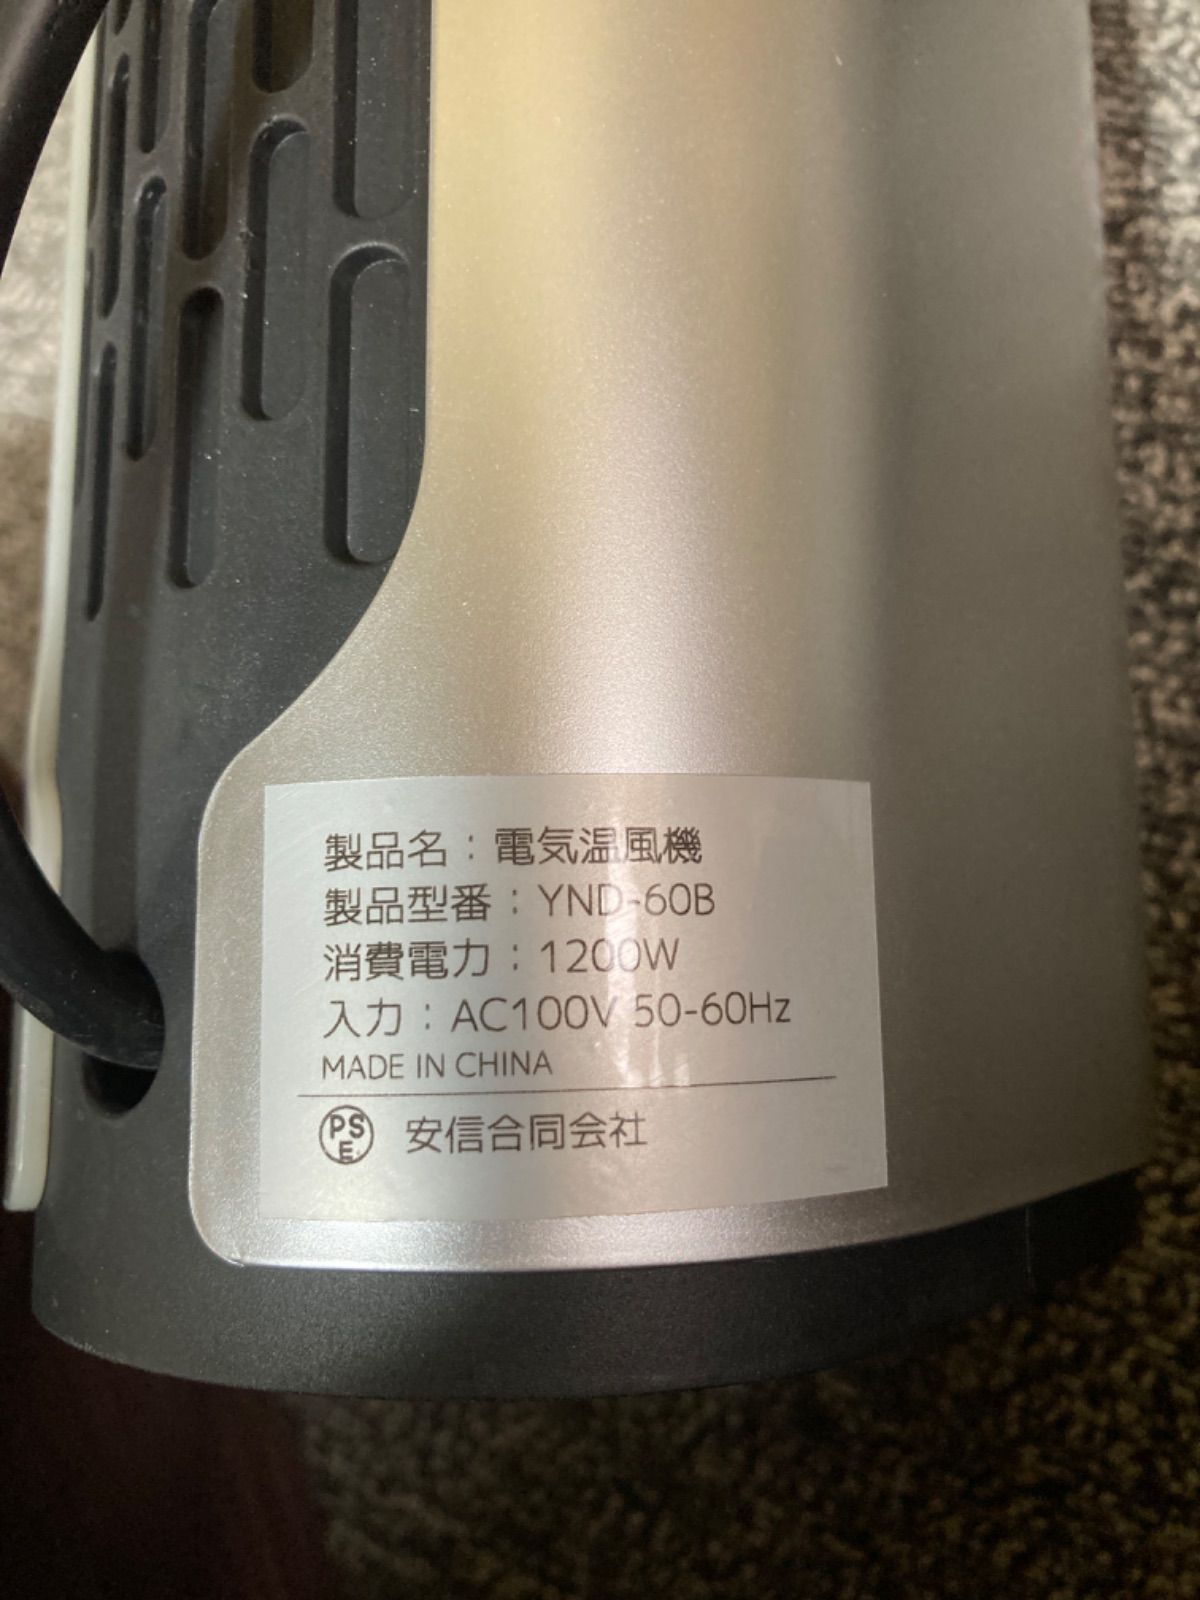 製品名：電気温風機
製品型番：YND-60B
消費電力：1200W
入力：AC100V 50-60Hz
MADE IN CHINA
PSE 安信合同会社